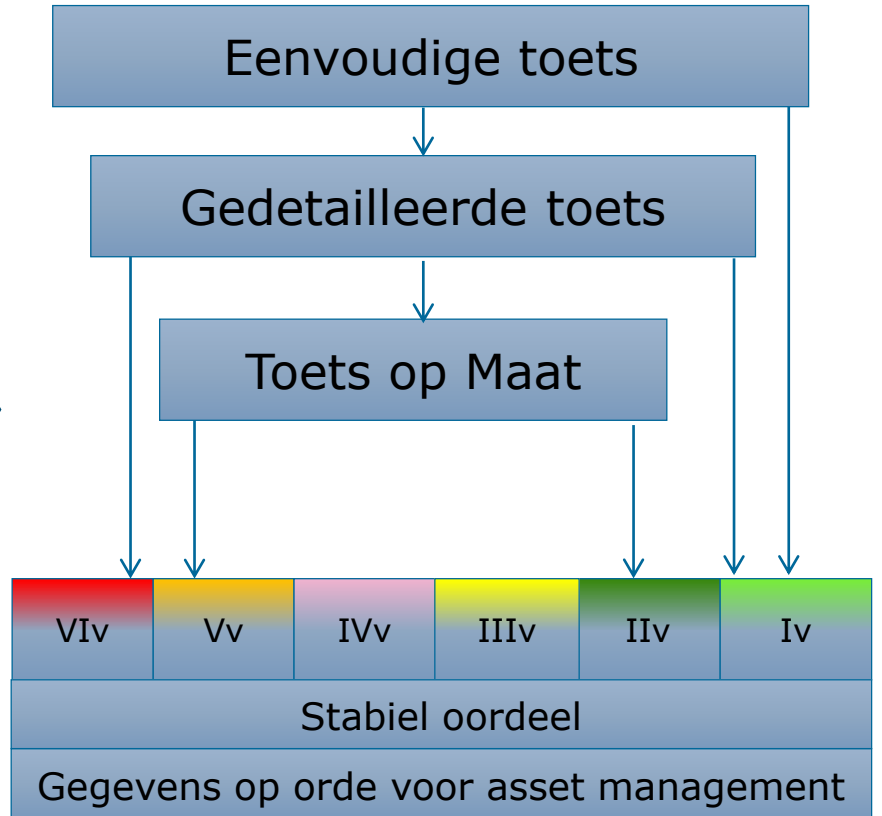 Eenvoudige toets
Gedetailleerde toets
Toets op Maat
VIv Vv IVv IIIv IIv Iv
Stabiel oordeel
Gegevens op orde voor asset management